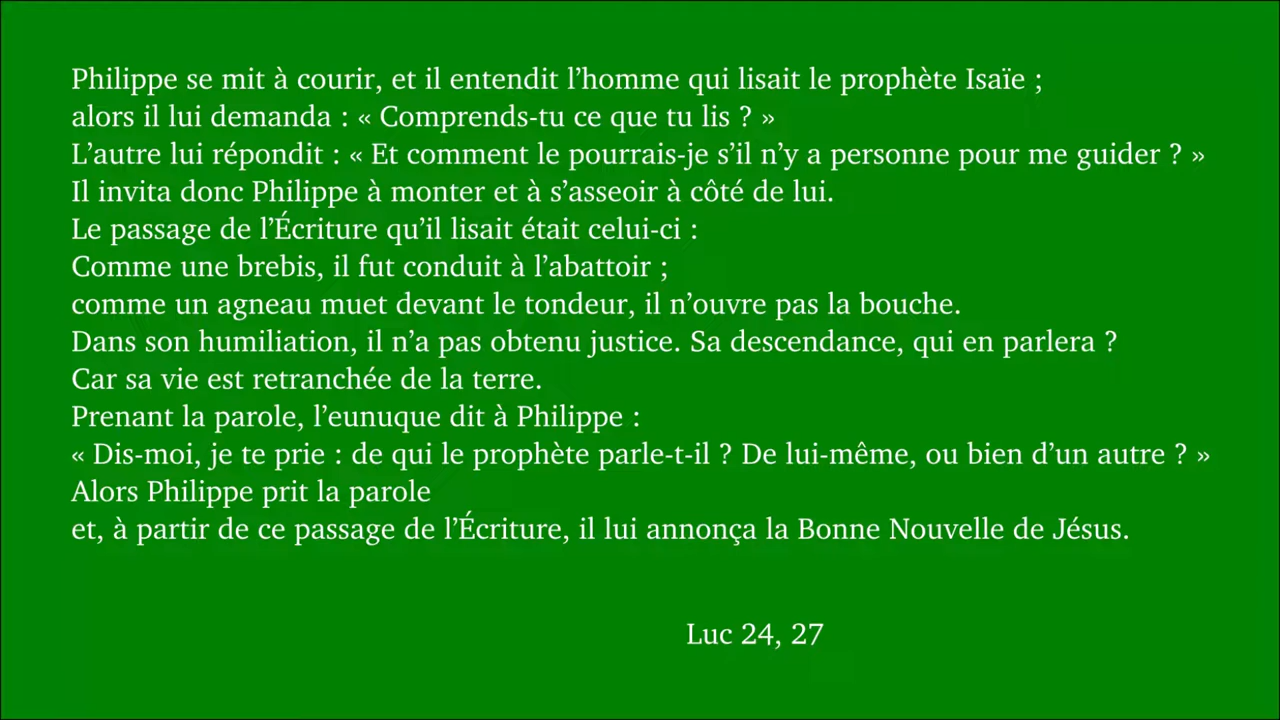 Philippe se mit à courir, et il entendit l’homme qui lisait le prophète Isaïe ;
alors il lui demanda : « Comprends-tu ce que tu lis ? »
L’autre lui répondit : « Et comment le pourrais-je s’il n’y a personne pour me guider ? »
Il invita donc Philippe à monter et à s’asseoir à côté de lui.
Le passage de l’Écriture qu’il lisait était celui-ci :
Comme une brebis, il fut conduit à l’abattoir ;
comme un agneau muet devant le tondeur, il n’ouvre pas la bouche.
Dans son humiliation, il n’a pas obtenu justice. Sa descendance, qui en parlera ?
Car sa vie est retranchée de la terre.
Prenant la parole, l’eunuque dit à Philippe :
« Dis-moi, je te prie : de qui le prophète parle-t-il ? De lui-même, ou bien d’un autre ? »
Alors Philippe prit la parole
et, à partir de ce passage de l’Écriture, il lui annonça la Bonne Nouvelle de Jésus.
Luc 24, 27